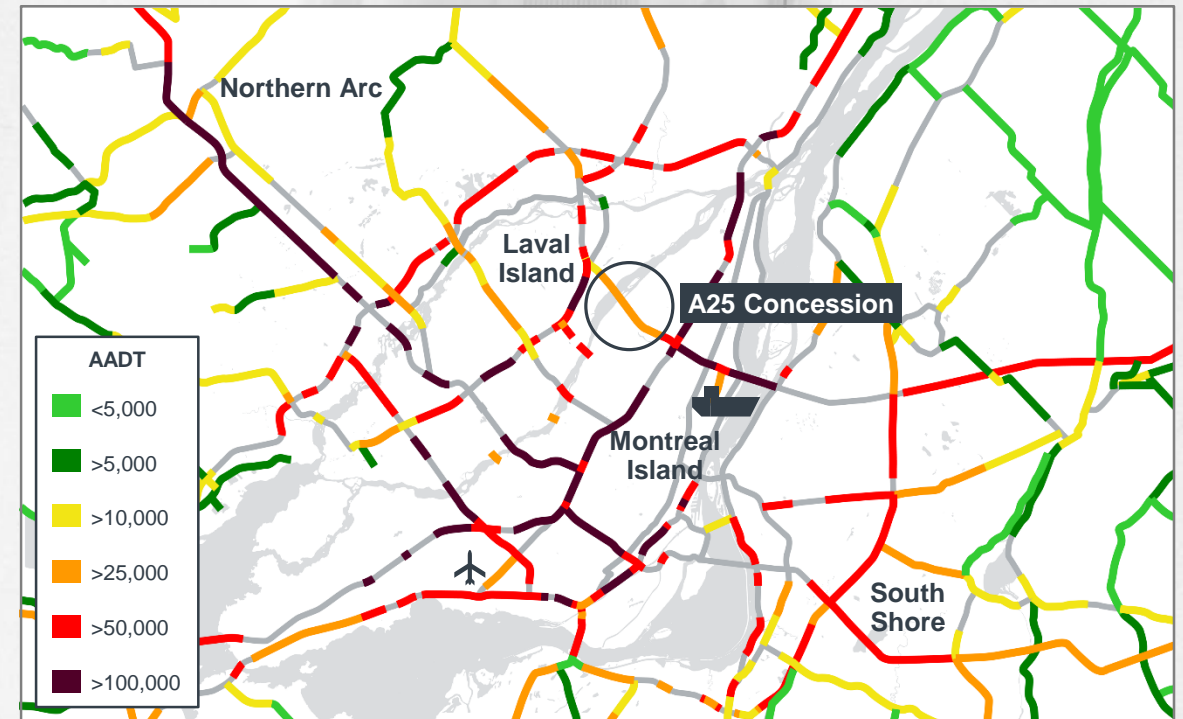 Northern Arc
Laval
Island
A25 Concession
AADT
<5,000
>5,000
>10,000
>25,000
>50,000
>100,000
Montreal
Island
South
Shore